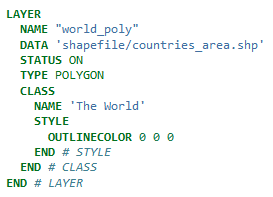 LAYER
  NAME "world_poly"
  DATA 'shapefile/countries_area.shp'
  STATUS ON
  TYPE POLYGON
  CLASS
    NAME 'The World'
    STYLE
      OUTLINECOLOR 0 0 0
    END # STYLE
  END # CLASS
END # LAYER